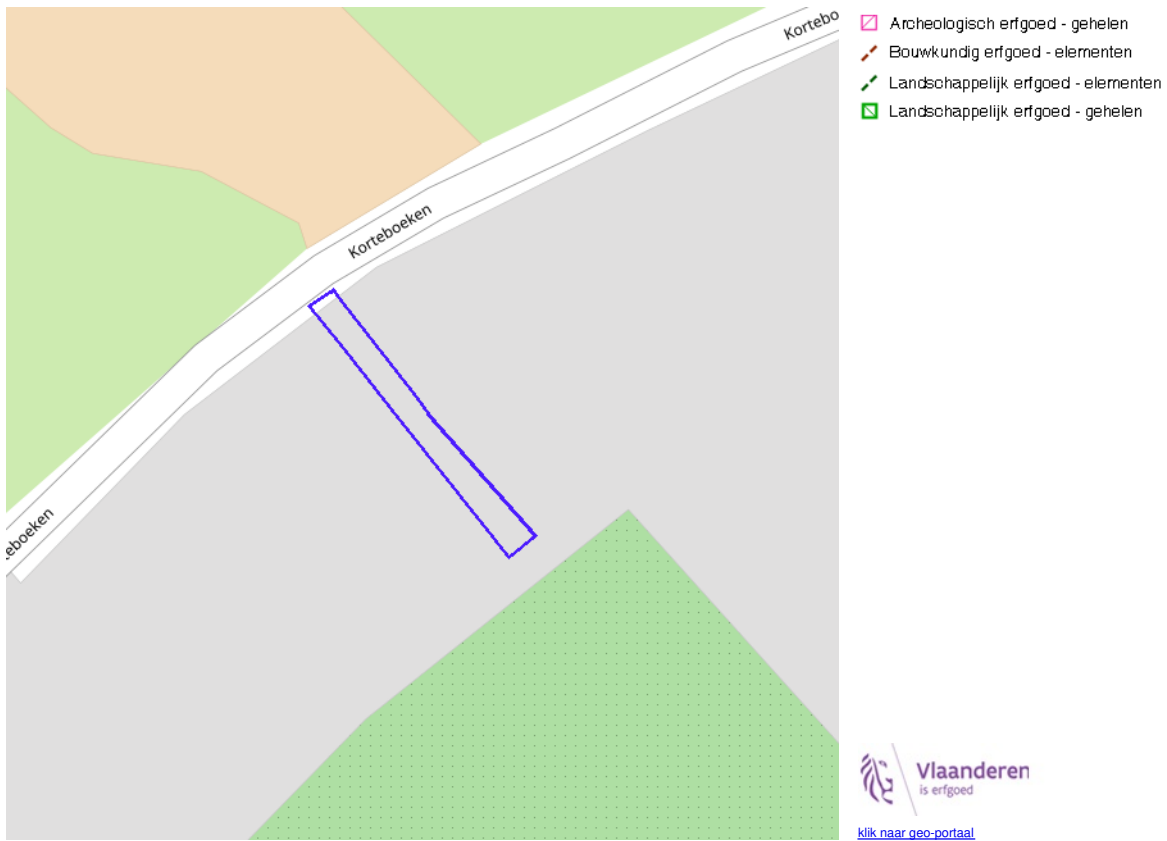 Kortebo
Archeologisch erfgoed - gehelen
Bouwkundig erfgoed - elementen
Landschappelijk erfgoed - elementen
Landschappelijk erfgoed - gehelen
Korteboeken
teboeken
Vlaanderen
is erfgoed
klik naar geo-portaal